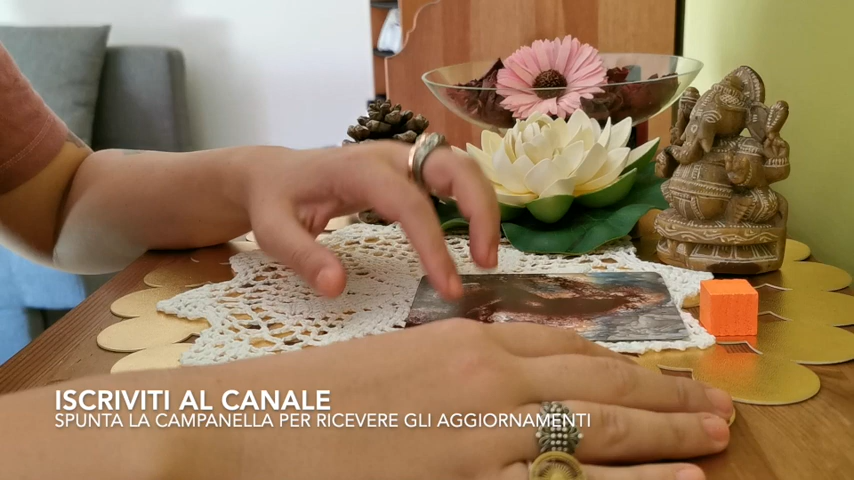 ISCRIVITI AL CANALE
SPUNTA LA CAMPANELLA PER RICEVERE GLI AGGIORNAMENTI